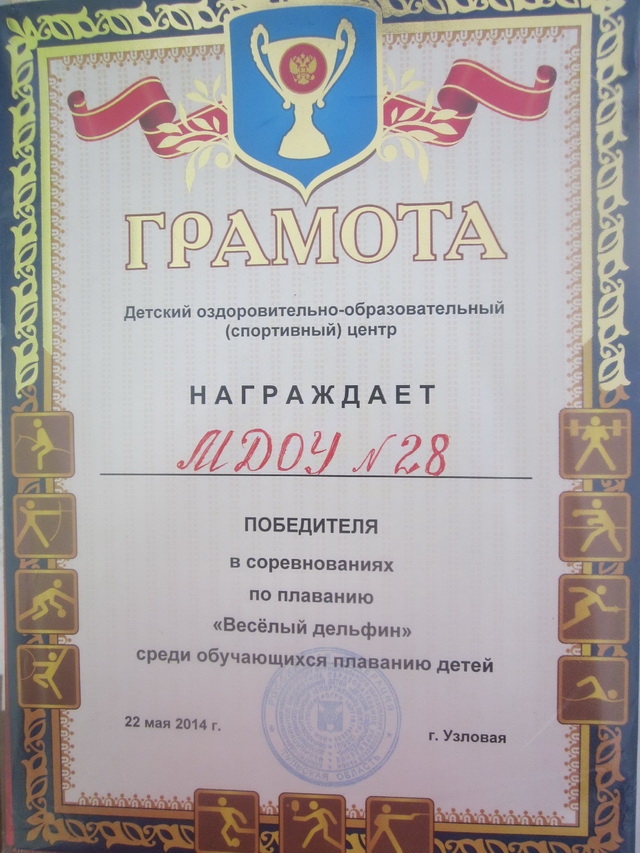 ГРАМОТА
Детский оздоровительно-образовательный
(спортивный) центр
НАГРАЖДАЕТ
МДОУ №28
ПОБЕДИТЕЛЯ
в соревнованиях
по плаванию
«Весёлый дельфин»
среди обучающихся плаванию детей
22 мая 2014 г.
г. Узловая